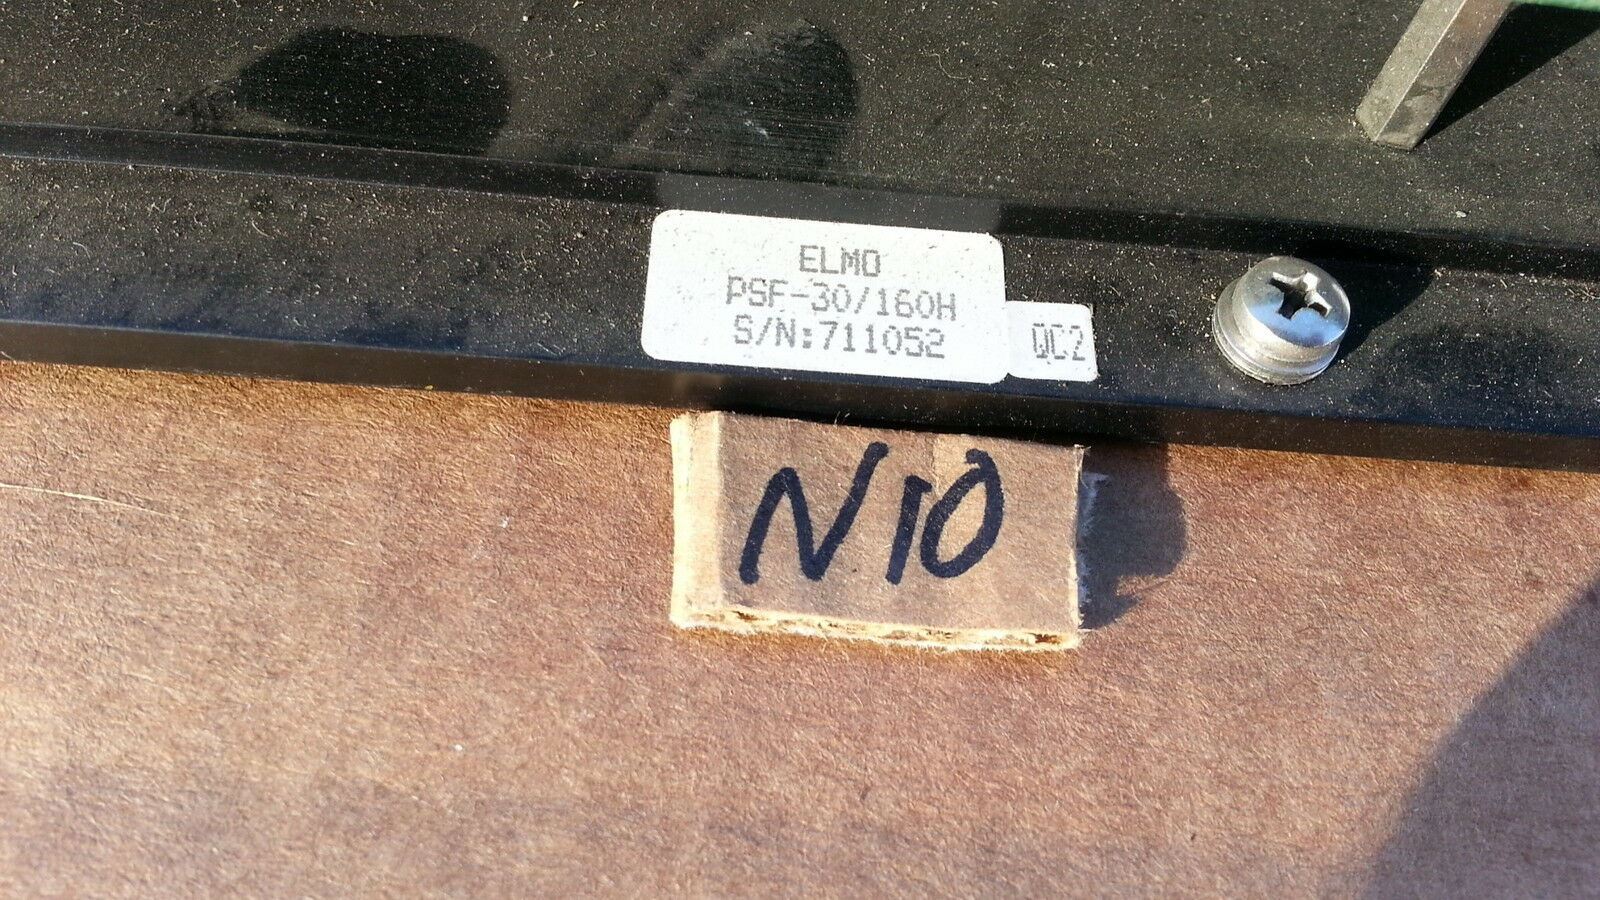 ELMO
PSF-30/160H
S/N:711052
QC2
N10